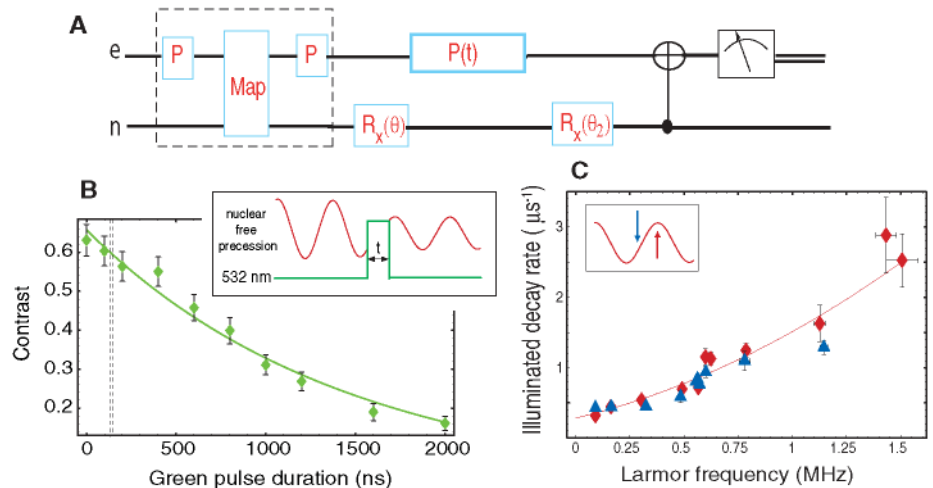 A
e P P P(t)
Map
n Rx(θ) Rx(θ2)
B
nuclear
free
precession
t
532 nm
Contrast
0.6
0.5
0.4
0.3
0.2
0 500 1000 1500 2000
Green pulse duration (ns)
C
Illuminated decay rate ( μs-1)
3
2
1
0 0.25 0.5 0.75 1 1.25 1.5
Larmor frequency (MHz)